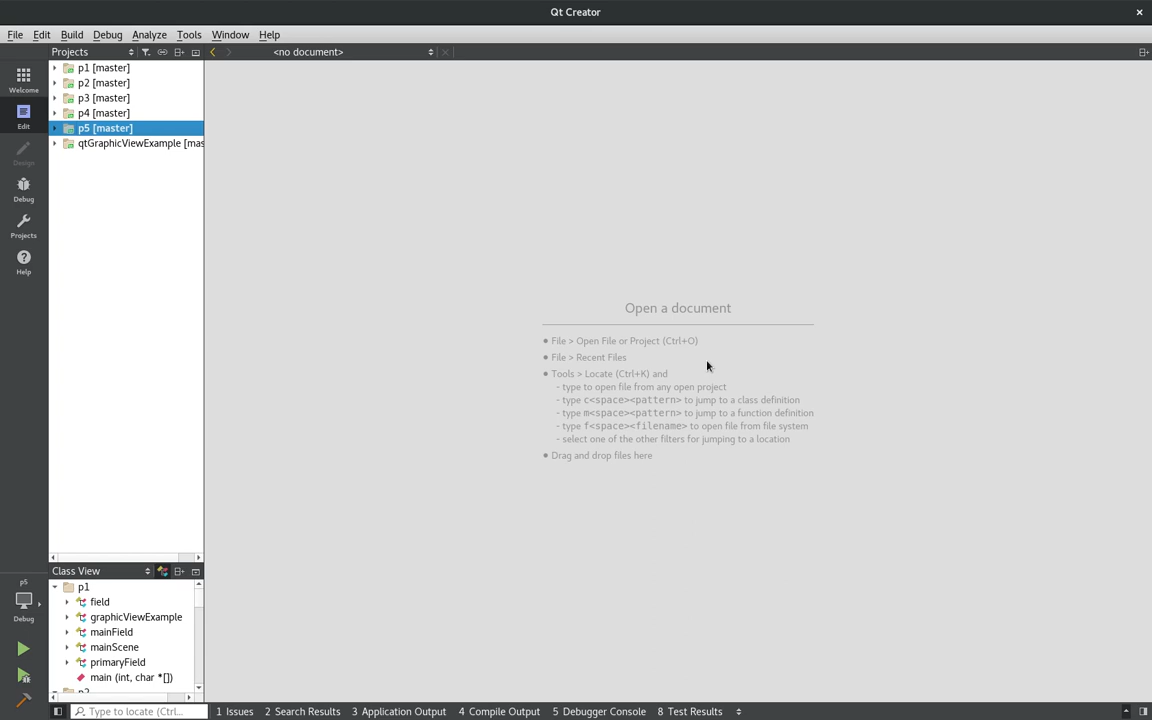 Qt Creator
File Edit Build Debug Analyze Tools Window Help
Projects
<no document>
Welcome
Edit
Design
Debug
Projects
Help
p1 [master]
p2 [master]
p3 [master]
p4 [master]
p5 [master]
qtGraphicViewExample [mas
Open a document
File > Open File or Project (Ctrl+O)
File > Recent Files
Tools > Locate (Ctrl+K) and
- type to open file from any open project
- type c<space><pattern> to jump to a class definition
- type m<space><pattern> to jump to a function definition
- type f<space><filename> to open file from file system
- select one of the other filters for jumping to a location
Drag and drop files here
Class View
p1
field
graphicViewExample
mainField
mainScene
primaryField
main (int, char *[])
p2
p5
Debug
Type to locate (Ctrl...
1 Issues 2 Search Results 3 Application Output 4 Compile Output 5 Debugger Console 8 Test Results